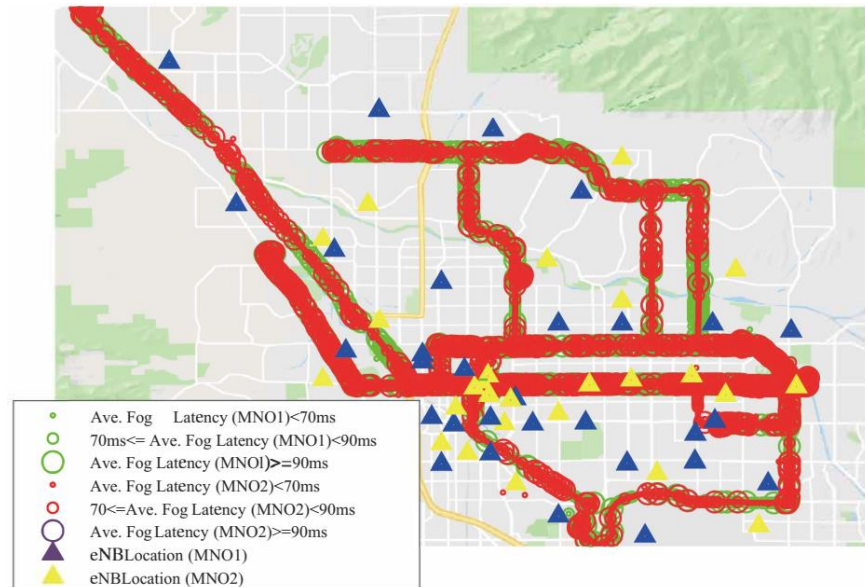 Ave. Fog Latency (MNO1)<70ms
70ms<= Ave. Fog Latency (MNO1)<90ms
Ave. Fog Latency (MNOl)>=90ms
Ave. Fog Latency (MNO2)<70ms
70<=Ave. Fog Latency (MNO2)<90ms
Ave. Fog Latency (MNO2)>=90ms
eNBLocation (MNO1)
eNBLocation (MNO2)